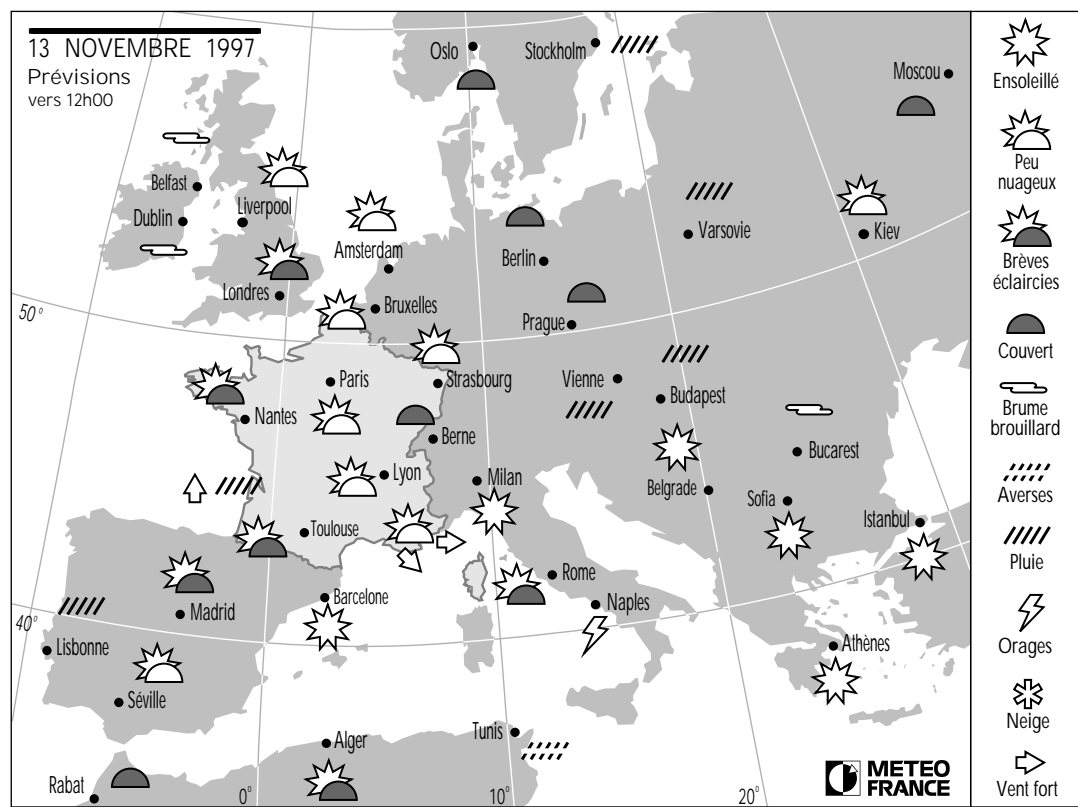 13 NOVEMBRE 1997
Prévisions
vers 12h00
Oslo
Stockholm
Moscou
Belfast
Dublin
Liverpool
Amsterdam
Berlin
Varsovie
Kiev
Londres
Bruxelles
Prague
50°
Paris
Strasbourg
Vienne
Budapest
Nantes
Berne
Bucarest
Lyon
Milan
Belgrade
Sofia
Istanbul
Toulouse
Rome
Barcelone
Naples
Madrid
40°
Lisbonne
Athènes
Séville
Alger
Tunis
Rabat
0°
10°
20°
METEO
FRANCE
Ensoleillé
Peu
nuageux
Brèves
éclaircies
Couvert
Brume
brouillard
Averses
Pluie
Orages
Neige
Vent fort